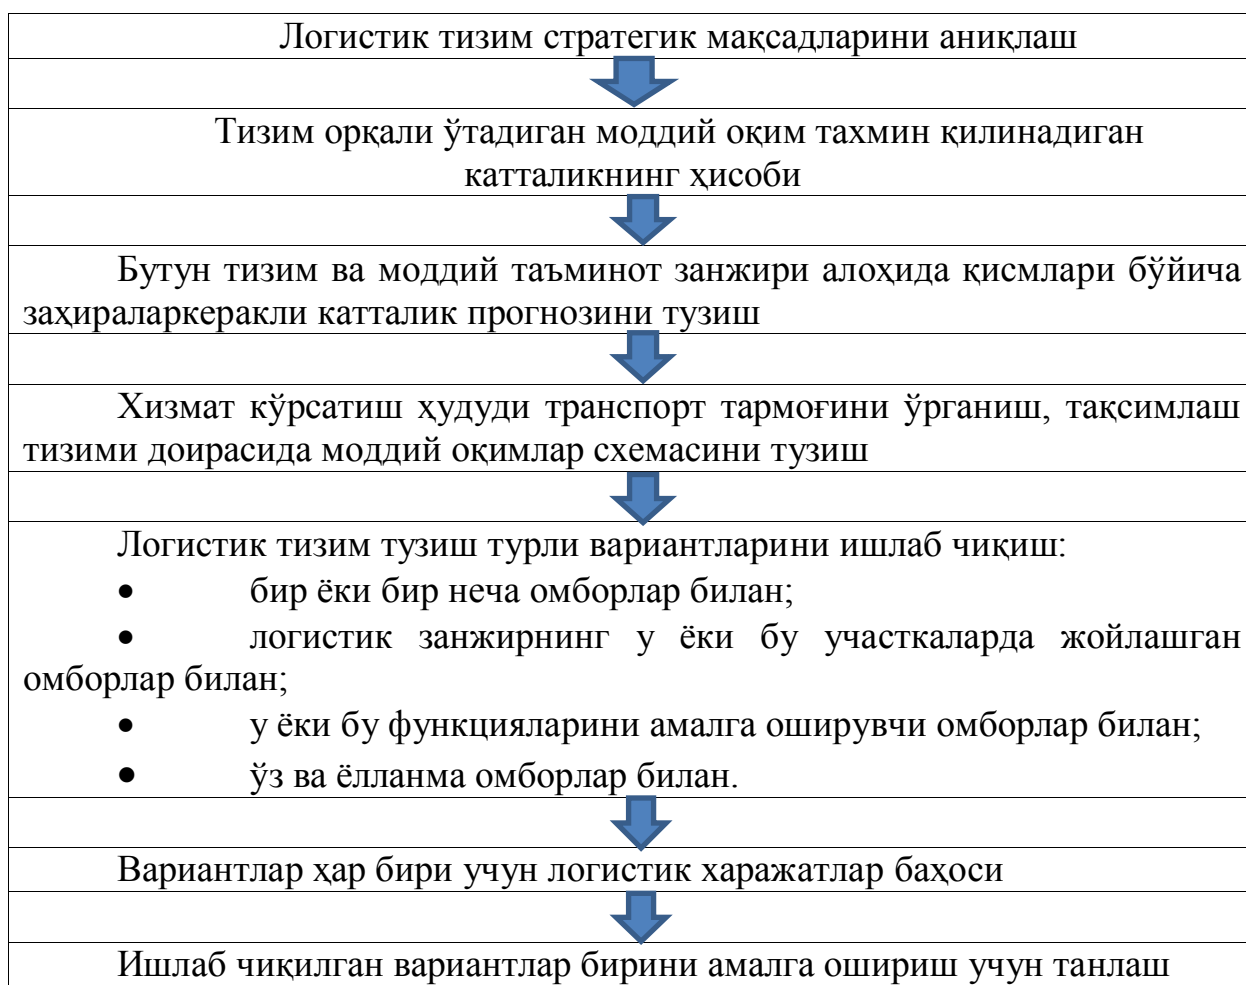 Логистик тизим стратегик мақсадларини аниқлаш
Тизим орқали ўтадиган моддий оқим тахмин қилинадиган
катталикнинг ҳисоби
Бутун тизим ва моддий таъминот занжири алоҳида қисмлари бўйича
заҳираларкеракли катталик прогнозини тузиш
Хизмат кўрсатиш ҳудуди транспорт тармоғини ўрганиш, тақсимлаш
тизими доирасида моддий оқимлар схемасини тузиш
Логистик тизим тузиш турли вариантларини ишлаб чиқиш:
• бир ёки бир неча омборлар билан;
• логистик занжирнинг у ёки бу участкаларда жойлашган
омборлар билан;
• у ёки бу функцияларини амалга оширувчи омборлар билан;
• ўз ва ёлланма омборлар билан.
Вариантлар ҳар бири учун логистик харажатлар баҳоси
Ишлаб чиқилган вариантлар бирини амалга ошириш учун танлаш